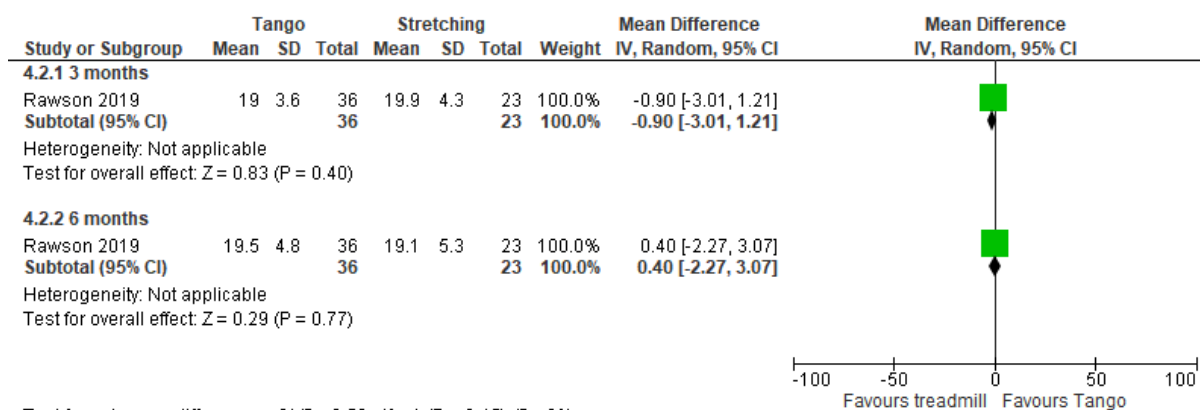 Tango Stretching Mean Difference Mean Difference
Study or Subgroup Mean SD Total Mean SD Total Weight IV, Random, 95% CI IV, Random, 95% CI
4.2.1 3 months
Rawson 2019 19 3.6 36 19.9 4.3 23 100.0% -0.90 [-3.01, 1.21]
Subtotal (95% CI) 36 23 100.0% -0.90 [-3.01, 1.21]
Heterogeneity: Not applicable
Test for overall effect: Z = 0.83 (P = 0.40)
4.2.2 6 months
Rawson 2019 19.5 4.8 36 19.1 5.3 23 100.0% 0.40 [-2.27, 3.07]
Subtotal (95% CI) 36 23 100.0% 0.40 [-2.27, 3.07]
Heterogeneity: Not applicable
Test for overall effect: Z = 0.29 (P = 0.77)
-100 -50 0 50 100
Favours treadmill Favours Tango